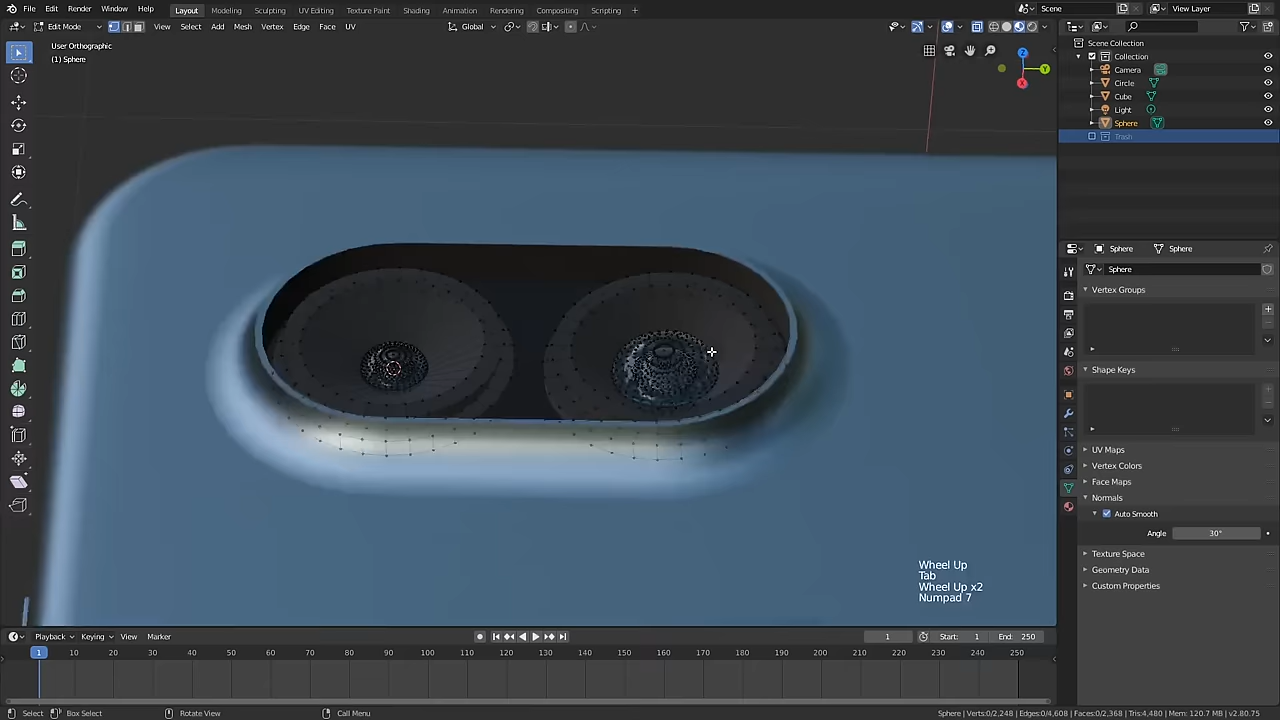 File Edit Render Window Help Layout Modeling Sculpting UV Editing Texture Paint Shading Animation Rendering Compositing Scripting + Scene View Layer
Edit Mode View Select Add Mesh Vertex Edge Face UV Global
User Orthographic
(1) Sphere
Z
Y
X
Scene Collection
Collection
Camera
Circle
Cube
Light
Sphere
Trash
Sphere Sphere
Sphere
Vertex Groups
Shape Keys
UV Maps
Vertex Colors
Face Maps
Normals
Auto Smooth
Angle 30°
Texture Space
Geometry Data
Custom Properties
Wheel Up
Tab
Wheel Up x2
Numpad 7
Playback Keying View Marker 1 Start: 1 End: 250
1 10 20 30 40 50 60 70 80 90 100 110 120 130 140 150 160 170 180 190 200 210 220 230 240 250
Select Box Select Rotate View Call Menu Sphere | Verts:0/2,248 | Edges:0/4,608 | Faces:0/2,368 | Tris:4,480 | Mem: 120.7 MB | v2.80.75